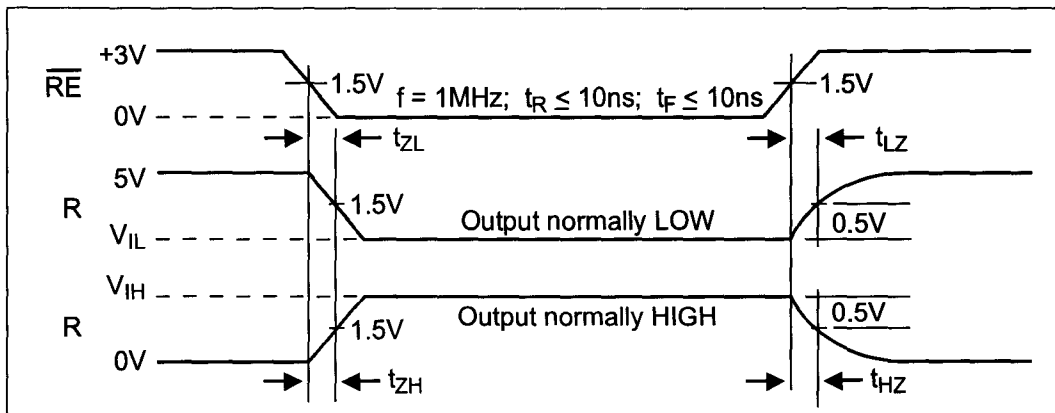 +3V
RE
1.5V
f = 1MHz; tR ≤ 10ns; tF ≤ 10ns
1.5V
0V
tZL
tLZ
5V
R
1.5V
Output normally LOW
0.5V
VIL
VIH
R
1.5V
Output normally HIGH
0.5V
0V
tZH
tHZ